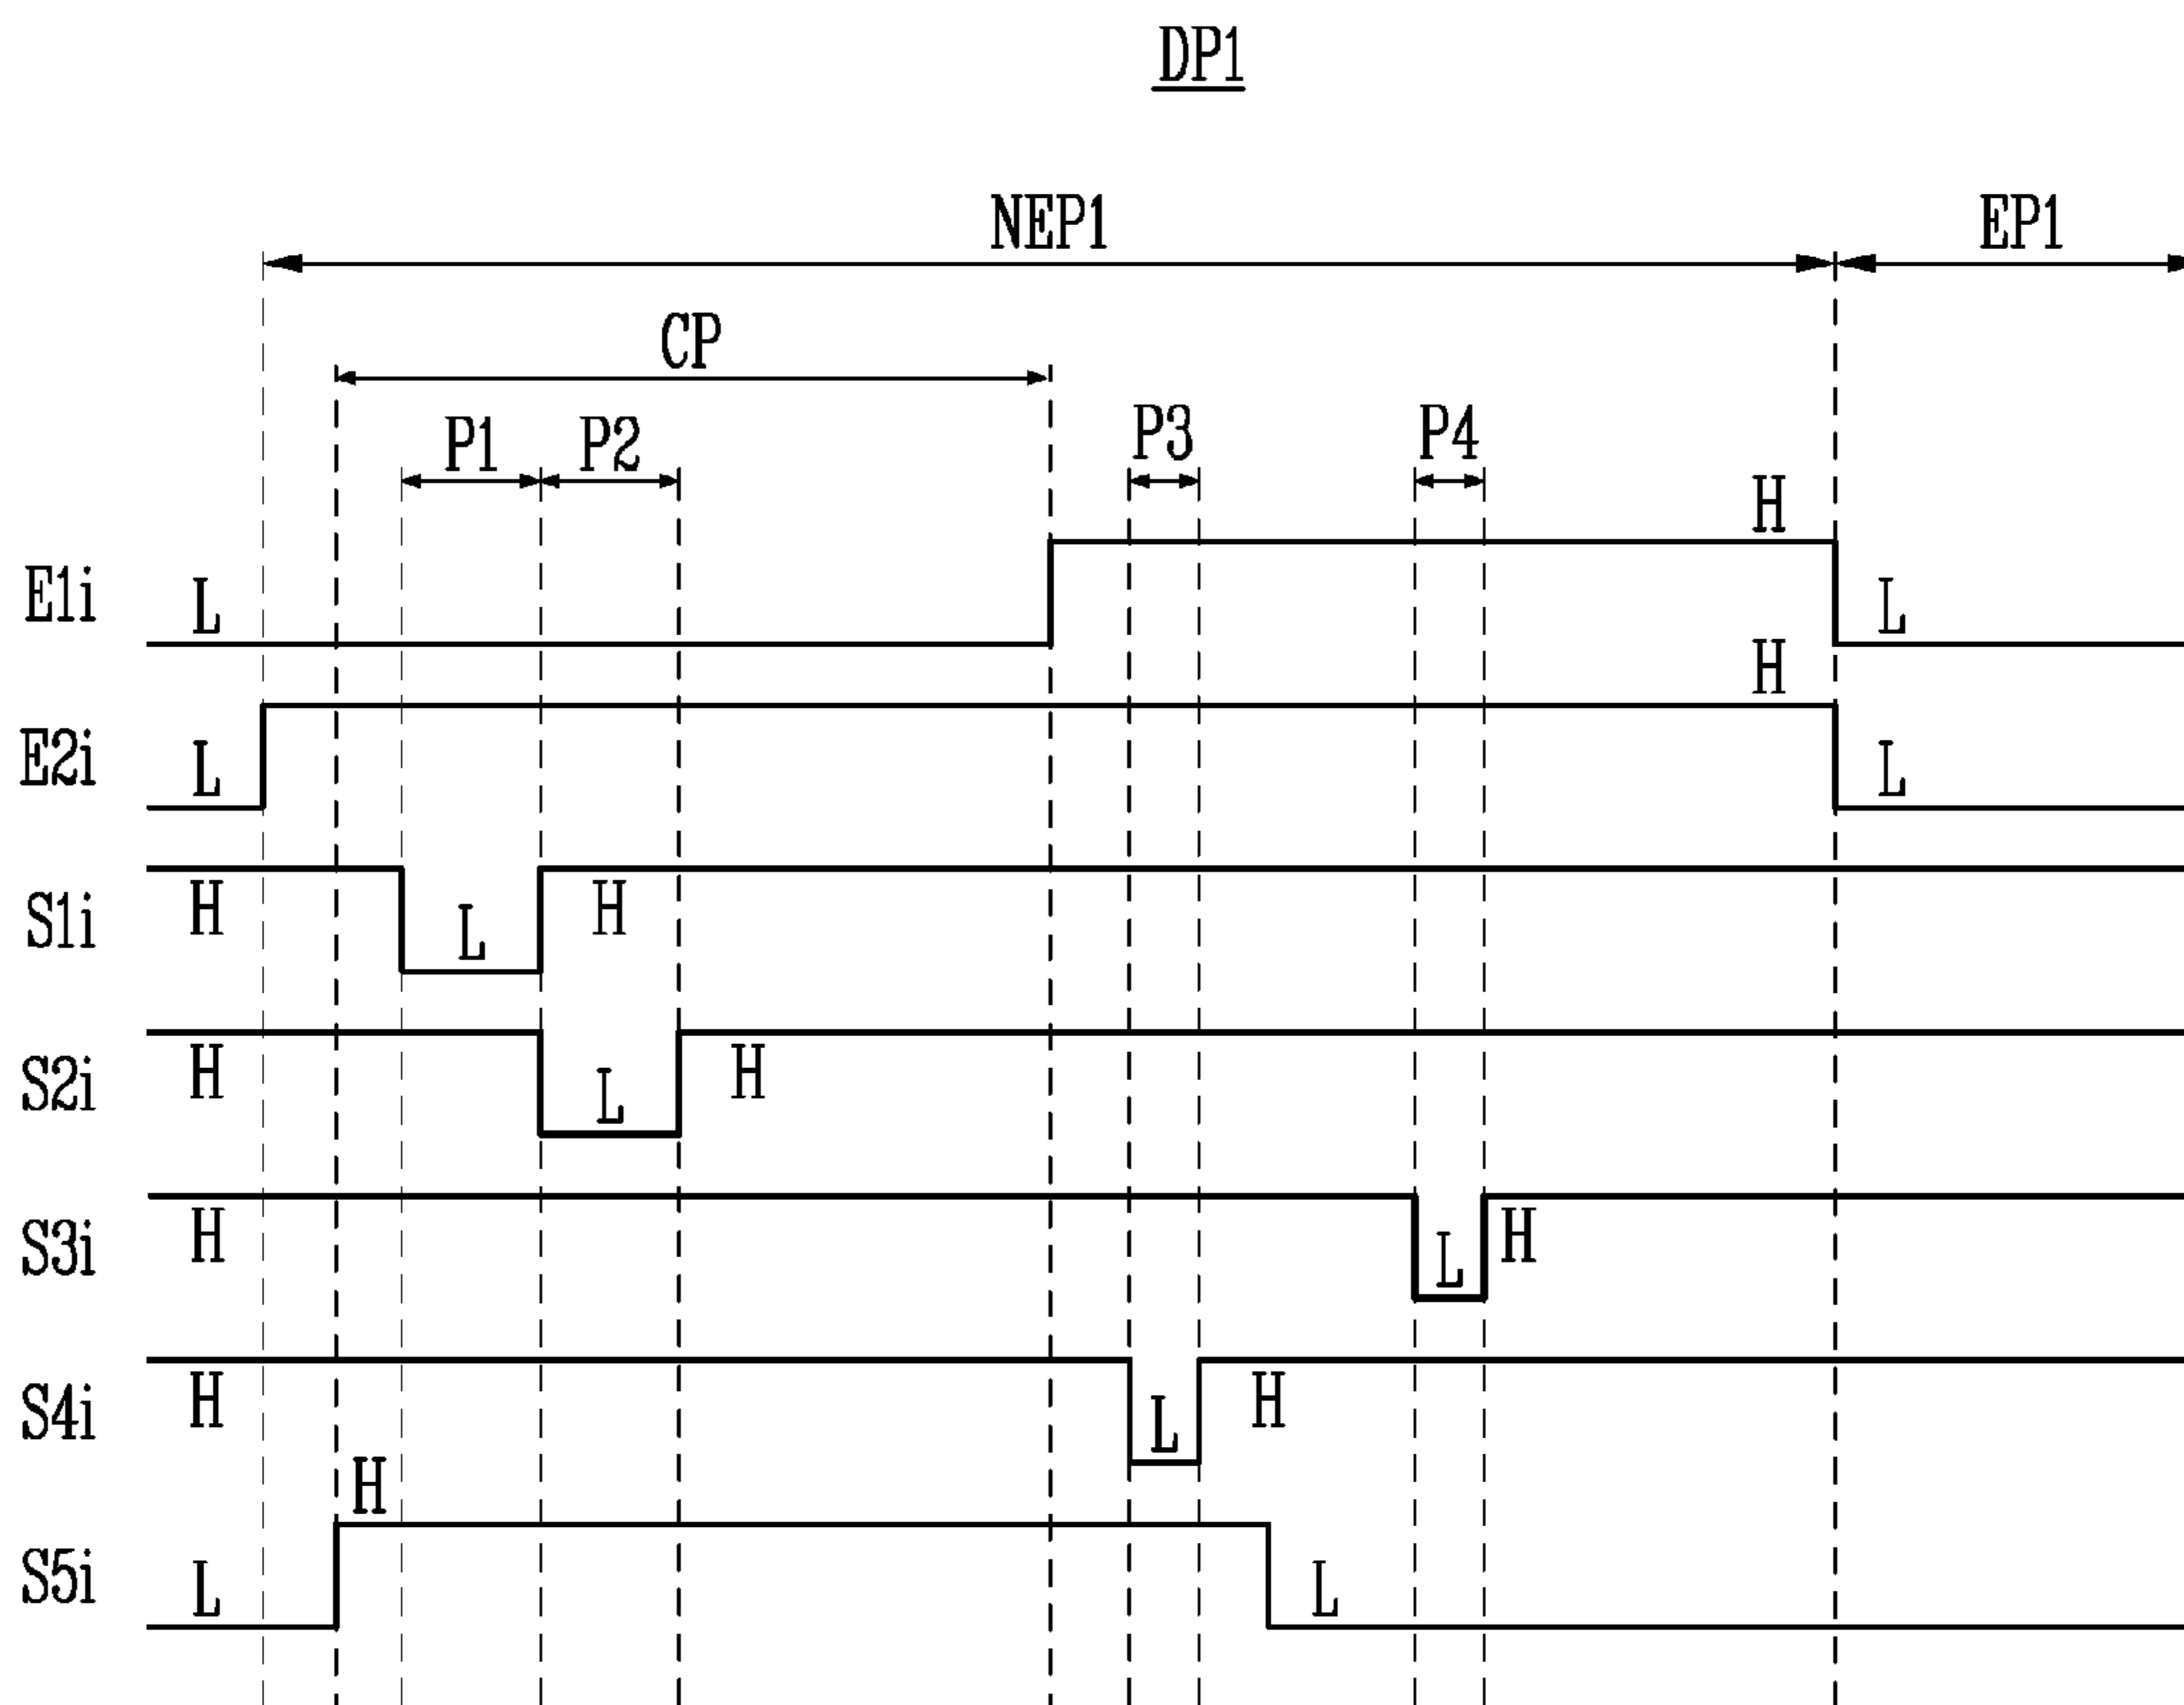 DP1
NEP1 EP1
CP
P1 P2 P3 P4
H
E1i L L
H
E2i L L
S1i H L H
S2i H L H
S3i H L H
S4i H L H
H
S5i L L